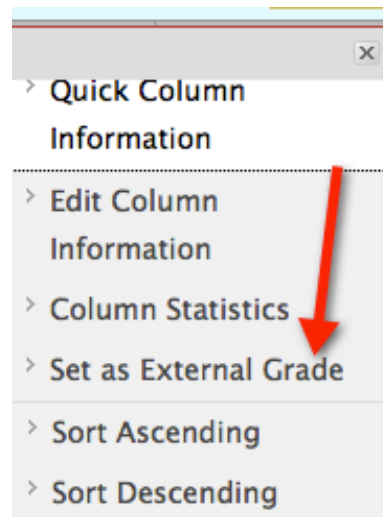 Quick Column
Information
Edit Column
Information
Column Statistics
Set as External Grade
Sort Ascending
Sort Descending